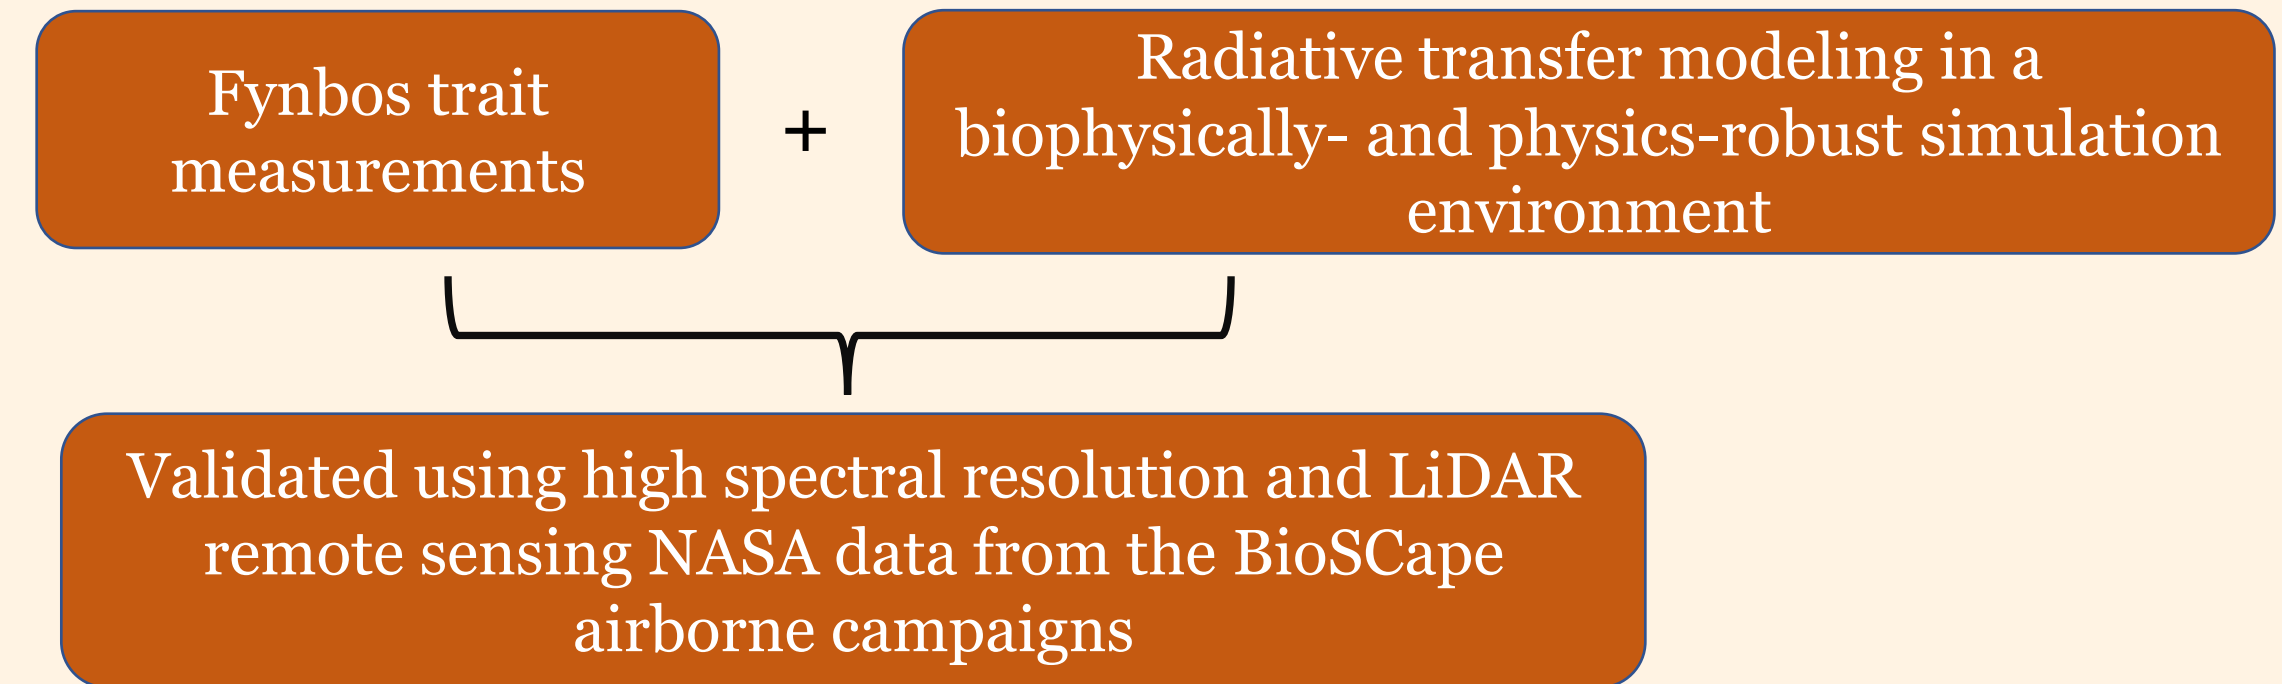 Fynbos trait
measurements
+
Radiative transfer modeling in a
biophysically- and physics-robust simulation
environment
Validated using high spectral resolution and LiDAR
remote sensing NASA data from the BioSCape
airborne campaigns